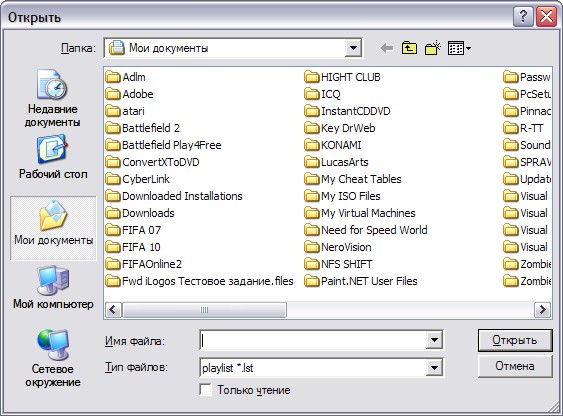 Открыть
Папка: Мои документы
Недавние
документы
Рабочий стол
Мои документы
Мой компьютер
Сетевое
окружение
Adlm
Adobe
atari
Battlefield 2
Battlefield Play4Free
ConvertXToDVD
CyberLink
Downloaded Installations
Downloads
FIFA 07
FIFA 10
FIFAOnline2
Fwd iLogos Тестовое задание.files
HIGHT CLUB
ICQ
InstantCDDVD
Key DrWeb
KONAMI
LucasArts
My Cheat Tables
My ISO Files
My Virtual Machines
Need for Speed World
NeroVision
NFS SHIFT
Paint.NET User Files
Passw
PcSetu
Pinnac
R-TT
Sound
SPRAV
Update
Visual
Visual
Visual
Visual
Zombie
Zombie
Имя файла:
Открыть
Тип файлов: playlist *.lst
Отмена
Только чтение